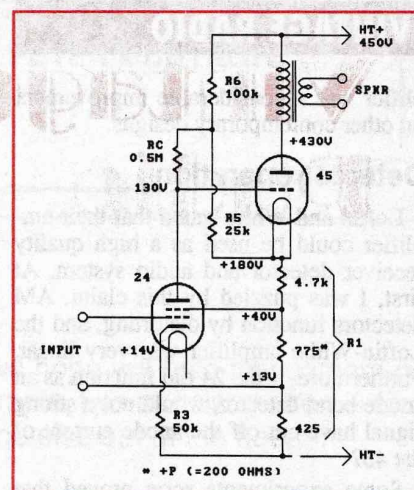 HT+
450V
R6
100k
SPKR
+430V
RC
0.5M
130V
45
R5
25k
+180V
24
4.7k
+40V
775*
R1
INPUT
+14V
+13V
R3
50k
425
HT-
* +P (=200 OHMS)